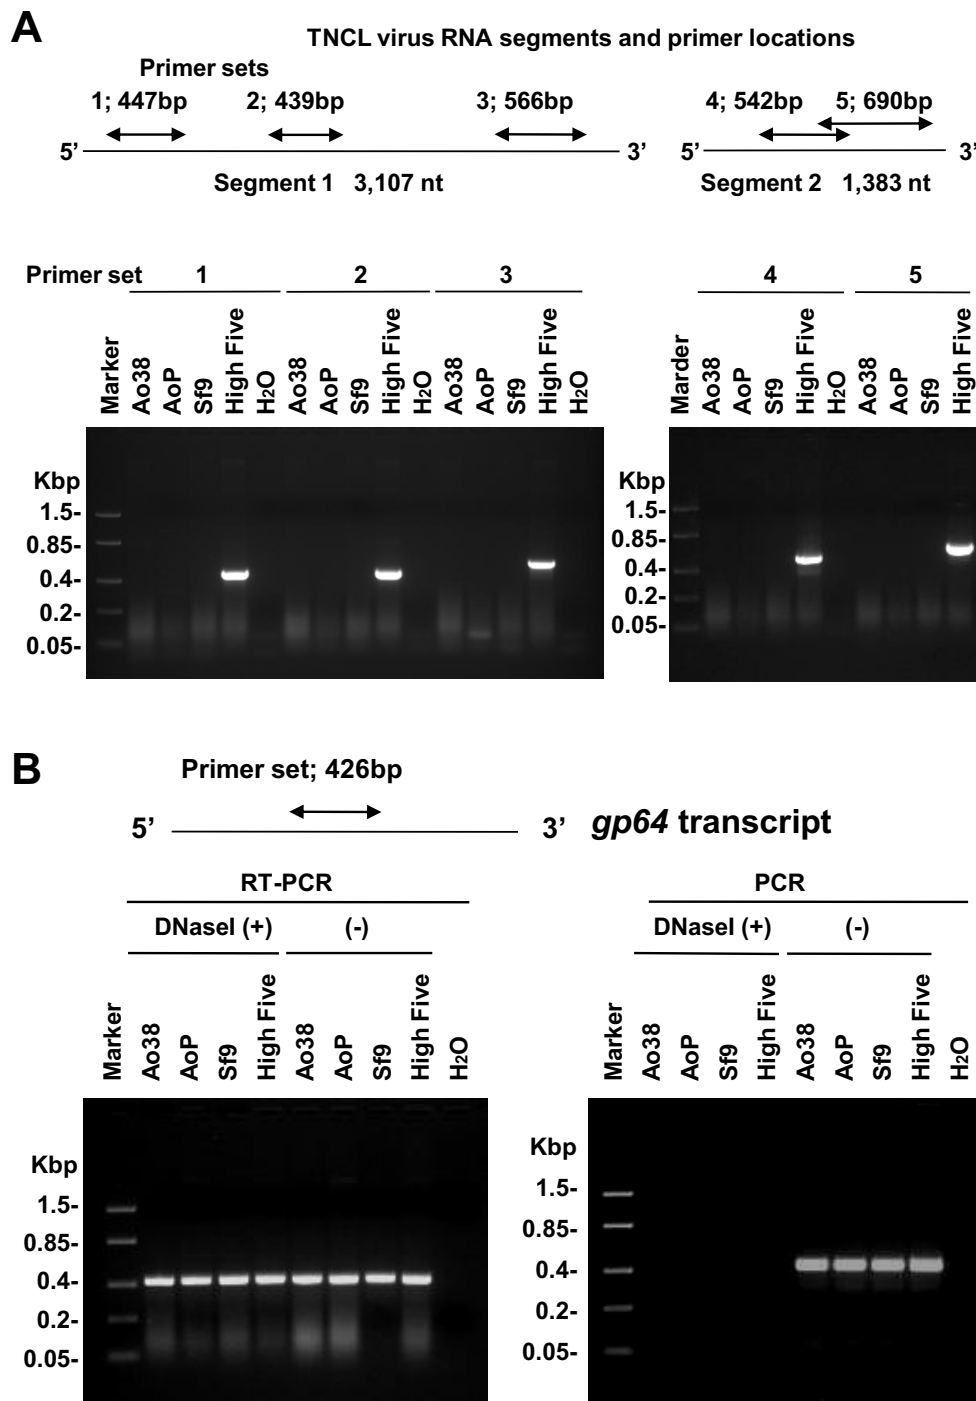 A
TNCL virus RNA segments and primer locations
Primer sets
1; 447bp 2; 439bp 3; 566bp 4; 542bp 5; 690bp
5’ 3’ 5’ 3’
Segment 1 3,107 nt Segment 2 1,383 nt
Primer set 1 2 3 4 5
Marker Ao38 AoP Sf9 High Five H2O Ao38 AoP Sf9 High Five H2O Ao38 AoP Sf9 High Five H2O
Marder Ao38 AoP Sf9 High Five H2O Ao38 AoP Sf9 High Five
Kbp
1.5-
0.85-
0.4-
0.2-
0.05-
Kbp
1.5-
0.85-
0.4-
0.2-
0.05-
B
Primer set; 426bp
5’ 3’ gp64 transcript
RT-PCR PCR
DNaseI (+) (-) DNaseI (+) (-)
Marker Ao38 AoP Sf9 High Five Ao38 AoP Sf9 High Five H2O
Marker Ao38 AoP Sf9 High Five Ao38 AoP Sf9 High Five H2O
Kbp
1.5-
0.85-
0.4-
0.2-
0.05-
Kbp
1.5-
0.85-
0.4-
0.2-
0.05-